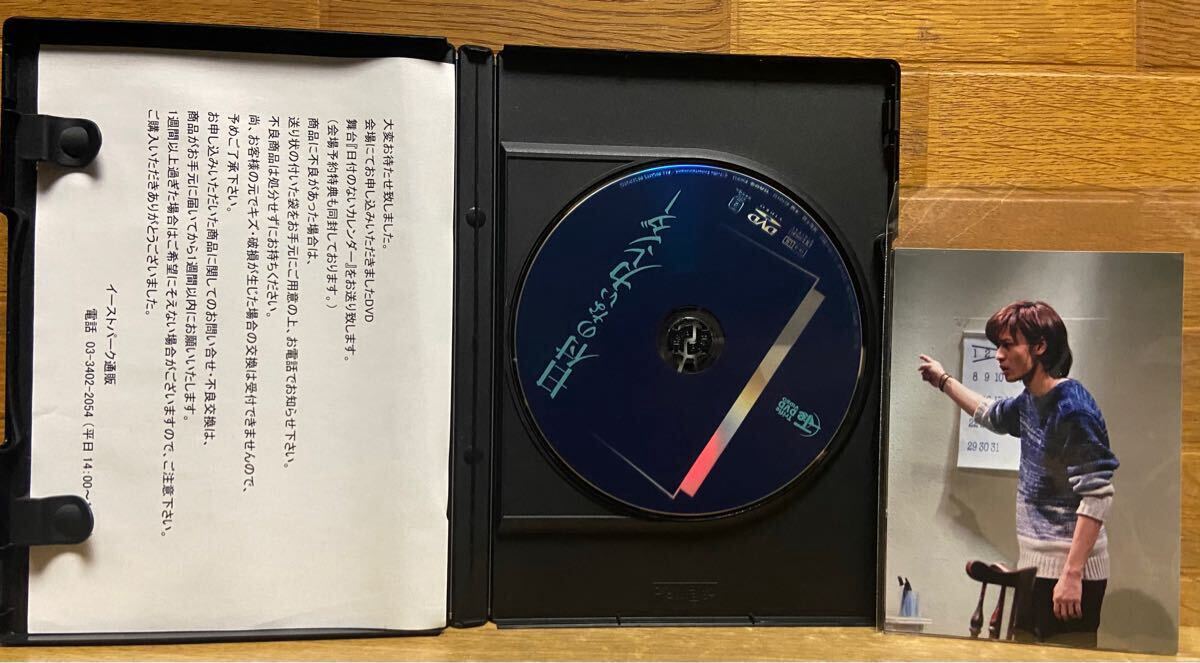 大変お待たせ致しました。
会場にてお申し込みいただきましたDVD
舞台『日付のないカレンダー』をお送り致します。
(会場予約特典も同封しております。)
商品に不良があった場合は、
送り状の付いた袋をお手元にご用意の上、お電話でお知らせ下さい。
不良商品は処分せずにお持ちください。
尚、お客様の元でキズ・破損が生じた場合の交換は受付できませんので、
予めご了承下さい。
お申し込みいただいた商品に関してのお問い合せ・不良交換は、
商品がお手元に届いてから1週間以内にお願いいたします。
1週間以上過ぎた場合はご希望にそえない場合がございますので、ご注意下さい。
ご購入いただきありがとうございました。
イーストパーク通販
電話 03-3402-2054 (平日 14:00~
日付のないカレンダー
DVD
VIDEO
Trifle
DVD
1 2
8 9 10
22
29 30 31